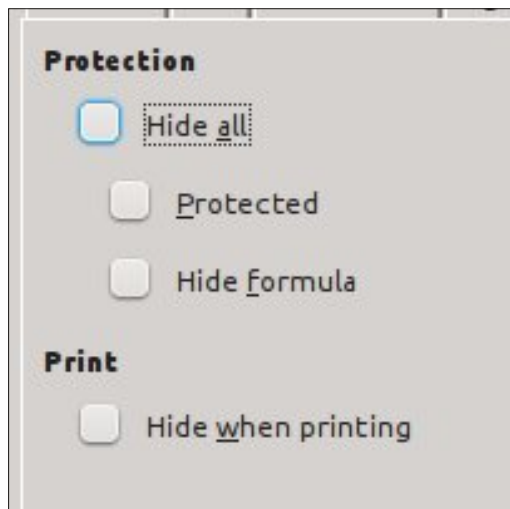 Protection
Hide all
Protected
Hide formula
Print
Hide when printing